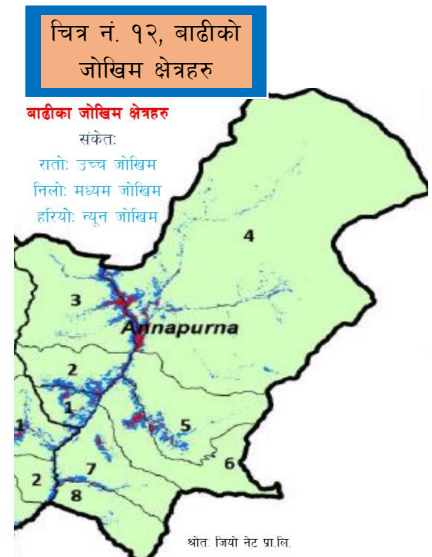 चित्र नं. १२, बाढीको
जोखिम क्षेत्रहरु
बाढीका जोखिम क्षेत्रहरु
संकेत:
रातो: उच्च जोखिम
निलो: मध्यम जोखिम
हरियो: न्यून जोखिम
4
3
Annapurna
2
1
1
5
2
7
6
8
श्रोत: जियो नेट प्रा.लि.